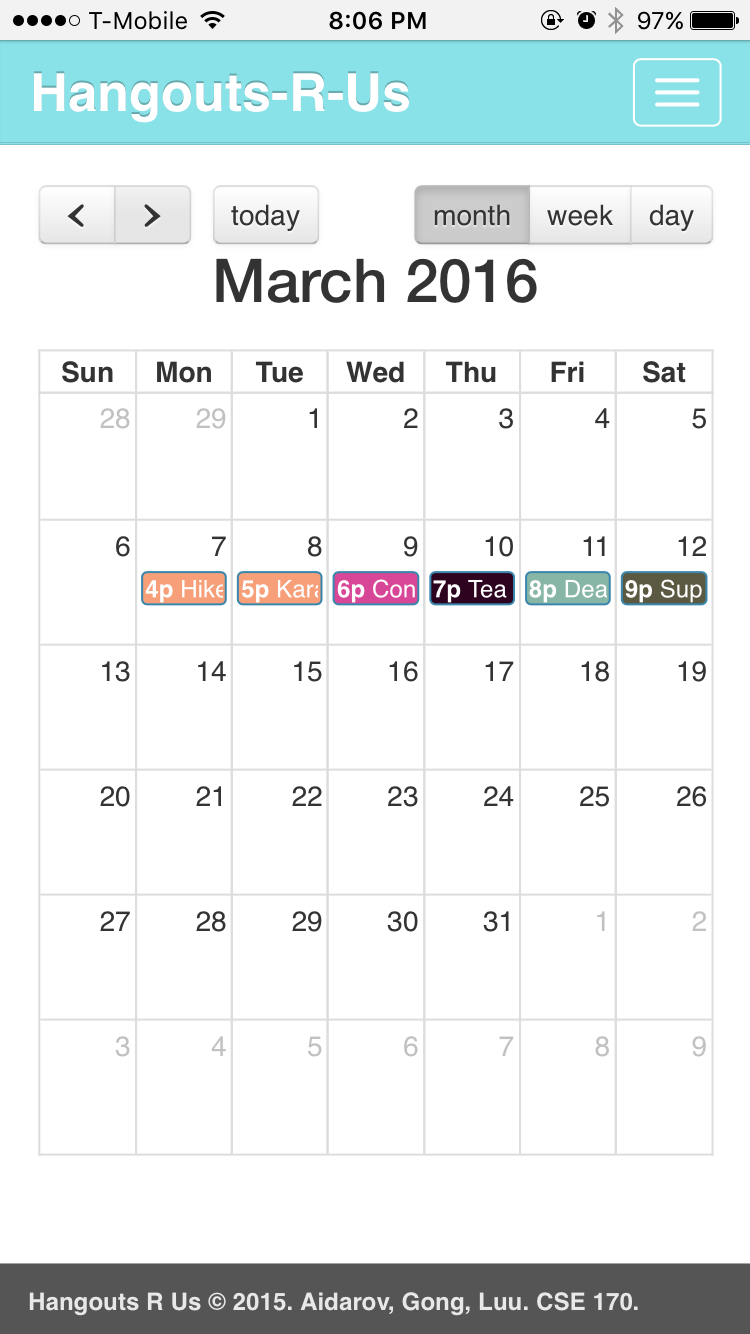 T-Mobile 8:06 PM 97%
Hangouts-R-Us
today month week day
March 2016
Sun Mon Tue Wed Thu Fri Sat
28 29 1 2 3 4 5
6 7 8 9 10 11 12
4p Hike 5p Kara 6p Con 7p Tea 8p Dea 9p Sup
13 14 15 16 17 18 19
20 21 22 23 24 25 26
27 28 29 30 31 1 2
3 4 5 6 7 8 9
Hangouts R Us © 2015. Aidarov, Gong, Luu. CSE 170.